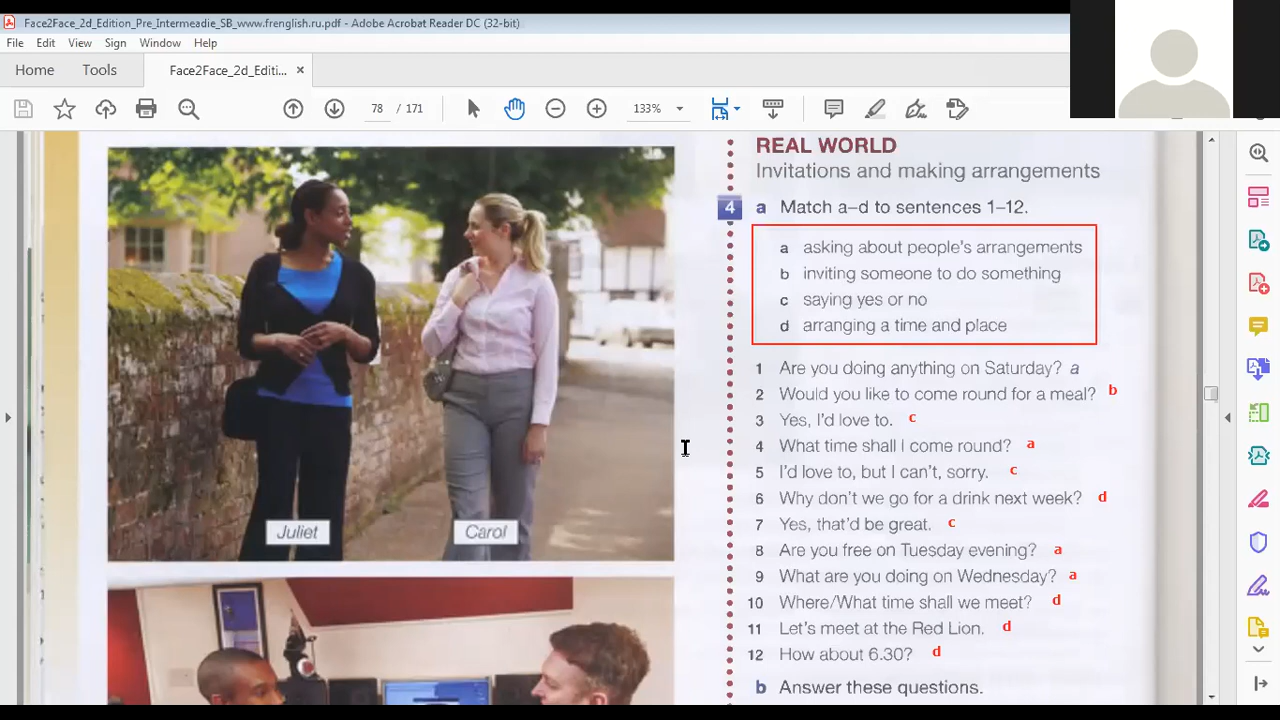 Face2Face_2d_Edition_Pre_Intermeadie_SB_www.frenglish.ru.pdf - Adobe Acrobat Reader DC (32-bit)
File Edit View Sign Window Help
Home Tools Face2Face_2d_Editi... ×
78 / 171 133%
Juliet
Carol
REAL WORLD
Invitations and making arrangements
4 a Match a–d to sentences 1–12.
a asking about people's arrangements
b inviting someone to do something
c saying yes or no
d arranging a time and place
1 Are you doing anything on Saturday? a
2 Would you like to come round for a meal? b
3 Yes, I'd love to. c
4 What time shall I come round? a
5 I'd love to, but I can't, sorry. c
6 Why don't we go for a drink next week? d
7 Yes, that'd be great. c
8 Are you free on Tuesday evening? a
9 What are you doing on Wednesday? a
10 Where/What time shall we meet? d
11 Let's meet at the Red Lion. d
12 How about 6.30? d
b Answer these questions.